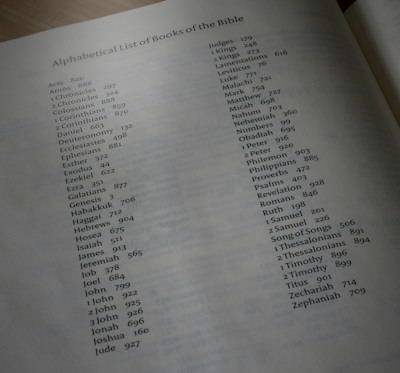 Alphabetical List of Books of the Bible
Acts
Amos 689
1 Chronicles 297
2 Chronicles 324
Colossians 888
1 Corinthians 859
2 Corinthians 870
Daniel 663
Deuteronomy 132
Ecclesiastes 498
Ephesians 881
Esther 372
Exodus 44
Ezekiel 622
Ezra 351
Galatians 877
Genesis 3
Habakkuk 706
Haggai 712
Hebrews 904
Hosea 675
Isaiah 511
James 913
Jeremiah 565
Job 378
Joel 684
John 799
1 John 922
2 John 925
3 John 926
Jonah 696
Joshua 160
Jude 927
Judges 179
1 Kings 248
2 Kings 273
Lamentations 616
Leviticus 76
Luke 771
Malachi 721
Mark 754
Matthew 727
Micah 698
Nahum 703
Nehemiah 360
Numbers 99
Obadiah 695
1 Peter 916
2 Peter 920
Philemon 903
Philippians 885
Proverbs 472
Psalms 403
Revelation 928
Romans 846
Ruth 198
1 Samuel 201
2 Samuel 226
Song of Songs 506
1 Thessalonians 891
2 Thessalonians 894
1 Timothy 896
2 Timothy 899
Titus 901
Zechariah 714
Zephaniah 709